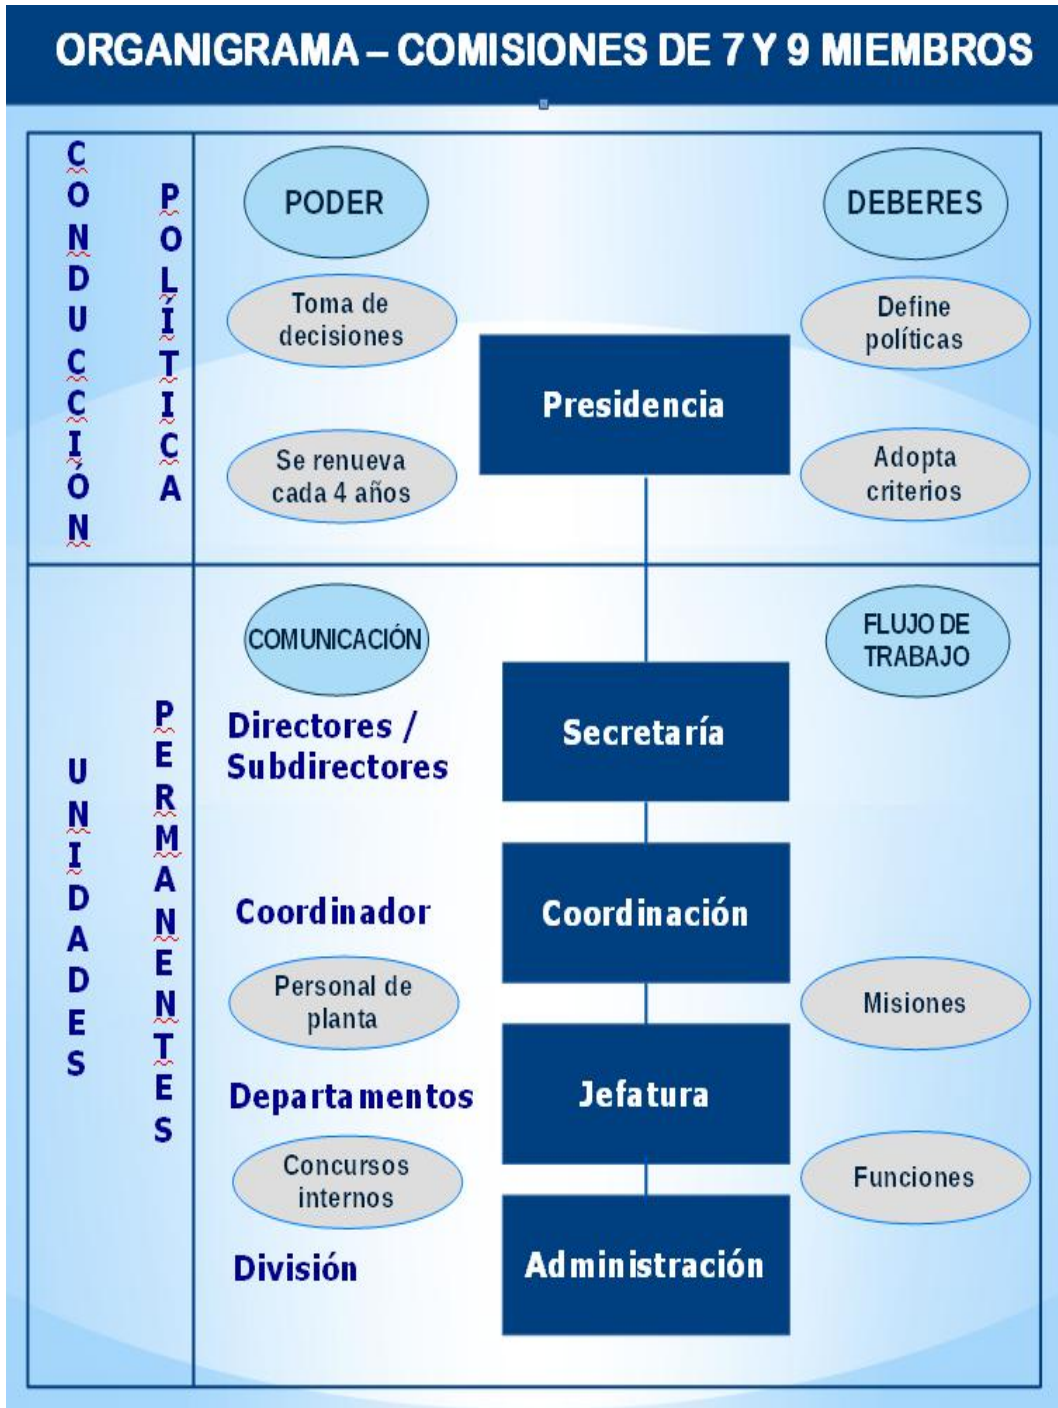 ORGANIGRAMA – COMISIONES DE 7 Y 9 MIEMBROS
CONDUCCIÓN
POLÍTICA
PODER
DEBERES
Toma de
decisiones
Define
políticas
Presidencia
Se renueva
cada 4 años
Adopta
criterios
UNIDADES
PERMANENTES
COMUNICACIÓN
FLUJO DE
TRABAJO
Directores /
Subdirectores
Secretaría
Coordinador
Coordinación
Personal de
planta
Misiones
Departamentos
Jefatura
Concursos
internos
Funciones
División
Administración